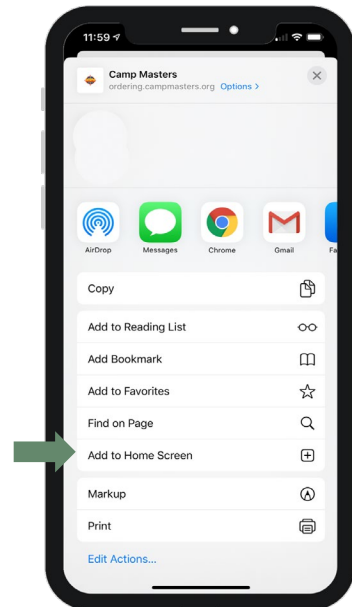 11:59
Camp Masters
ordering.campmasters.org Options >
AirDrop Messages Chrome Gmail Fa
Copy
Add to Reading List
Add Bookmark
Add to Favorites
Find on Page
Add to Home Screen
Markup
Print
Edit Actions...